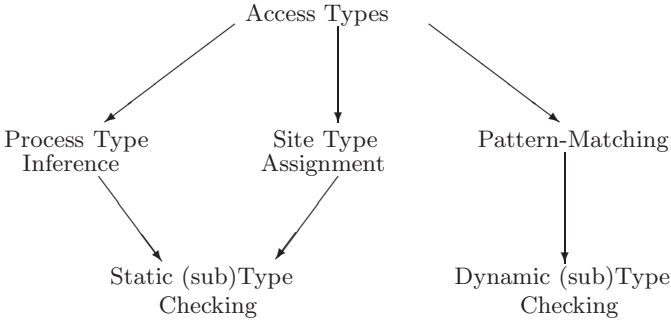 Access Types
Process Type
Inference
Site Type
Assignment
Pattern-Matching
Static (sub)Type
Checking
Dynamic (sub)Type
Checking